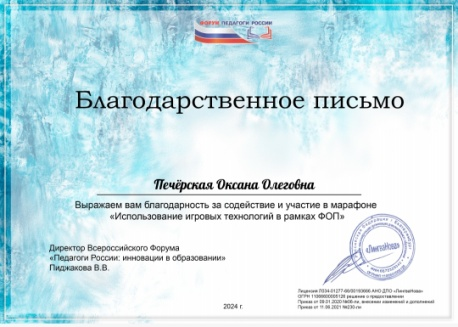 ФОРУМ ПЕДАГОГИ РОССИИ
Благодарственное письмо
Печёрская Оксана Олеговна
Выражаем вам благодарность за содействие и участие в марафоне
«Использование игровых технологий в рамках ФОП»
Директор Всероссийского Форума
«Педагоги России: инновации в образовании»
Пиджакова В.В.
«ЛингваНова»
2024 г.